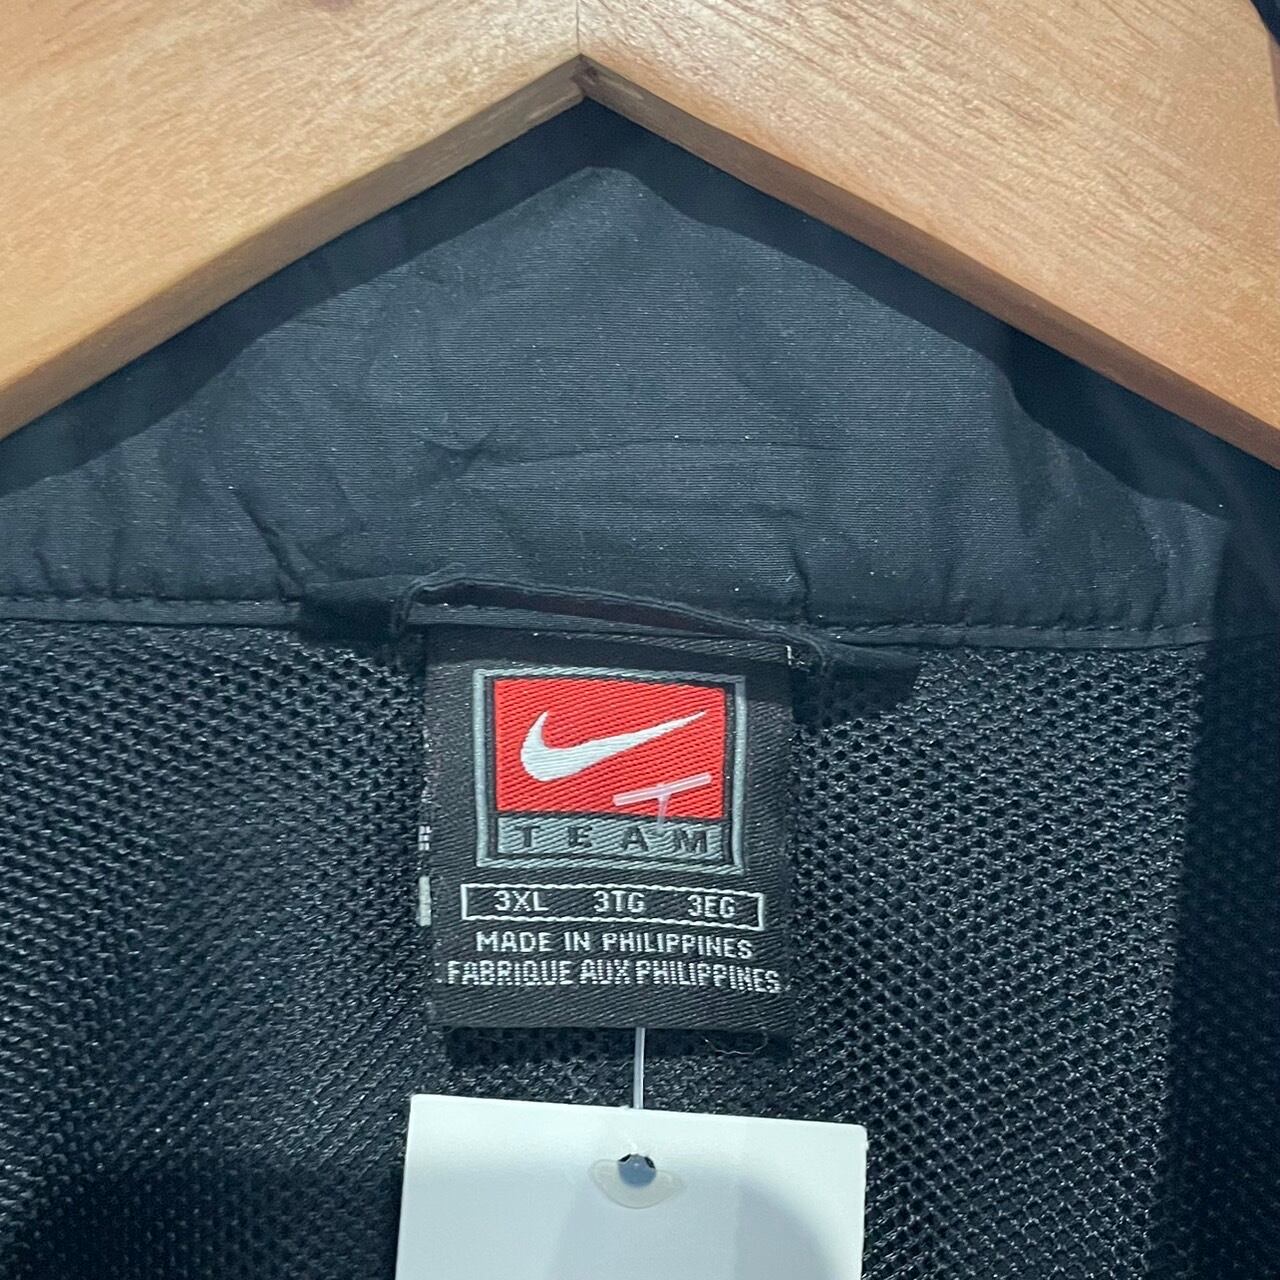 TEAM
3XL 3TG 3EG
MADE IN PHILIPPINES
FABRIQUE AUX PHILIPPINES